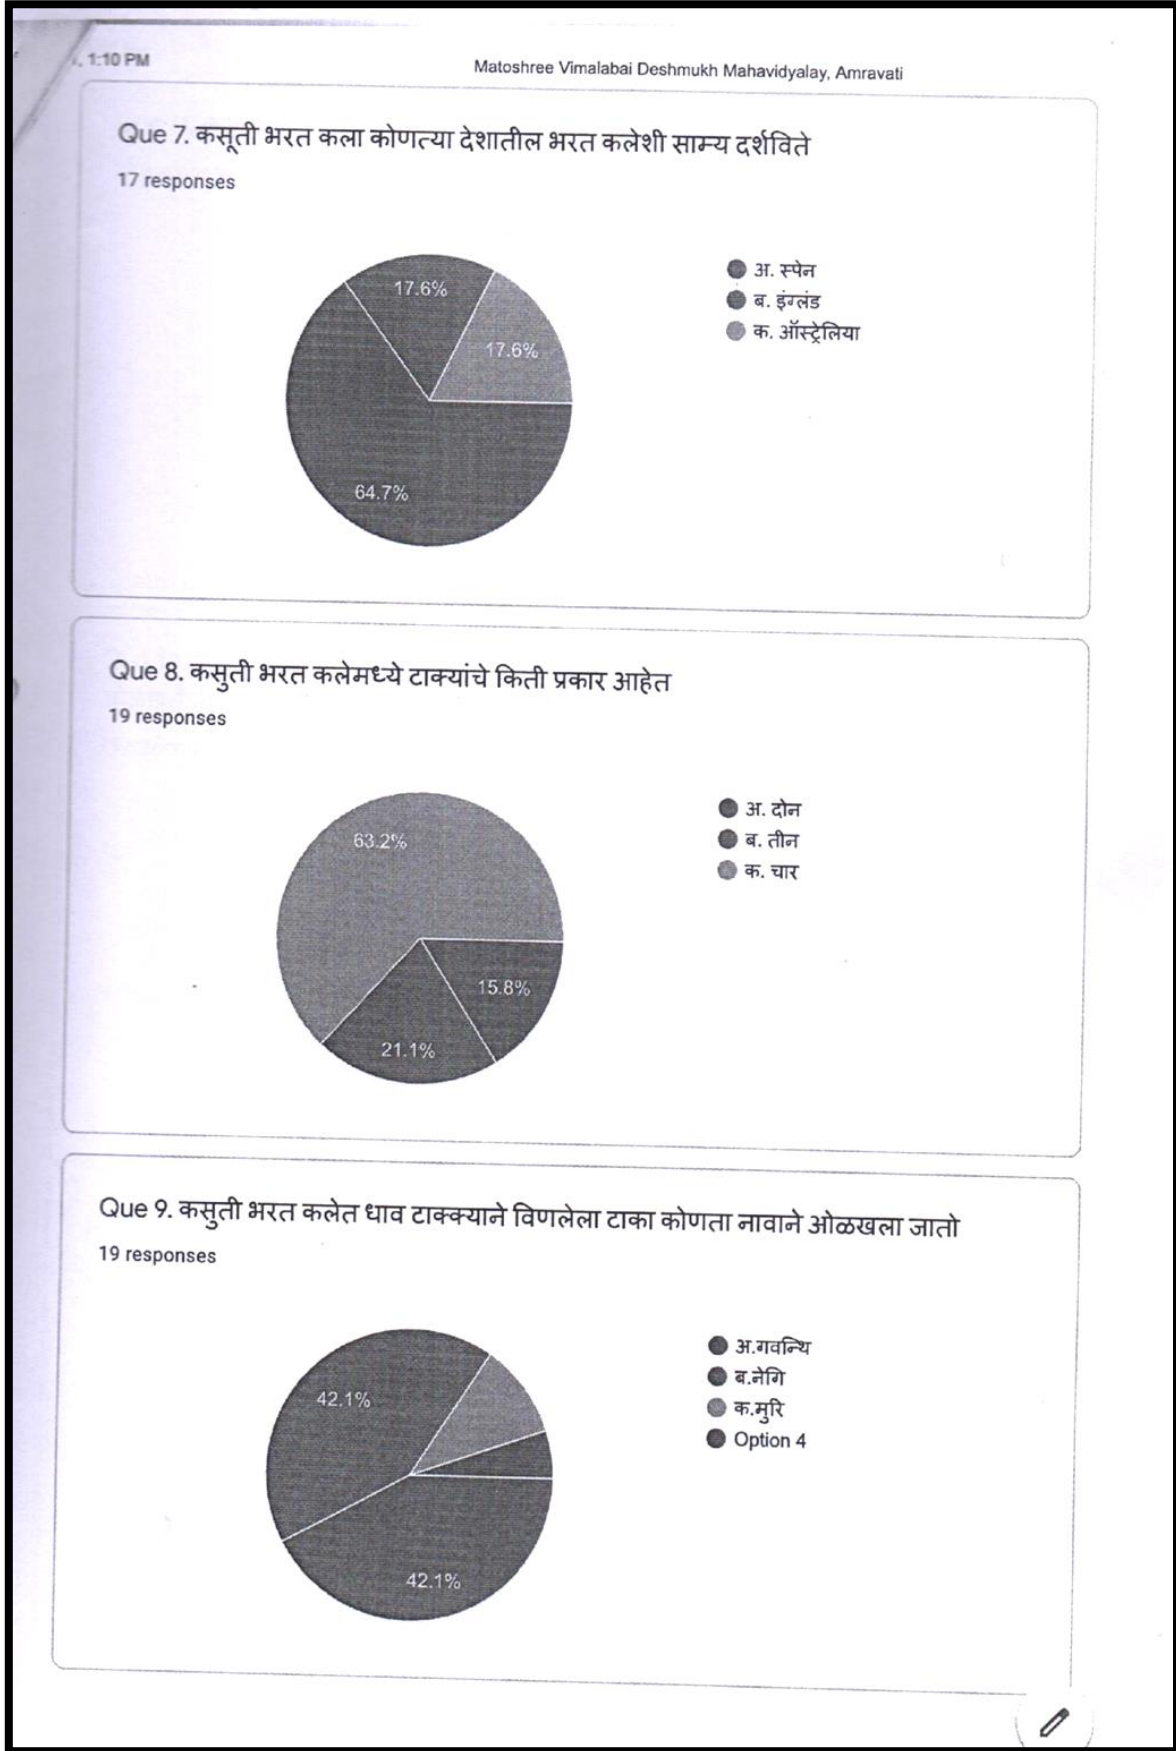 1:10 PM
Matoshree Vimalabai Deshmukh Mahavidyalay, Amravati
Que 7. कसूती भरत कला कोणत्या देशातील भरत कलेशी साम्य दर्शविते
17 responses
17.6%
17.6%
64.7%
अ. स्पेन
ब. इंग्लंड
क. ऑस्ट्रेलिया
Que 8. कसुती भरत कलेमध्ये टाक्यांचे किती प्रकार आहेत
19 responses
63.2%
15.8%
21.1%
अ. दोन
ब. तीन
क. चार
Que 9. कसुती भरत कलेत धाव टाक्क्याने विणलेला टाका कोणता नावाने ओळखला जातो
19 responses
42.1%
42.1%
अ.गवन्थि
ब.नेगि
क.मुरि
Option 4